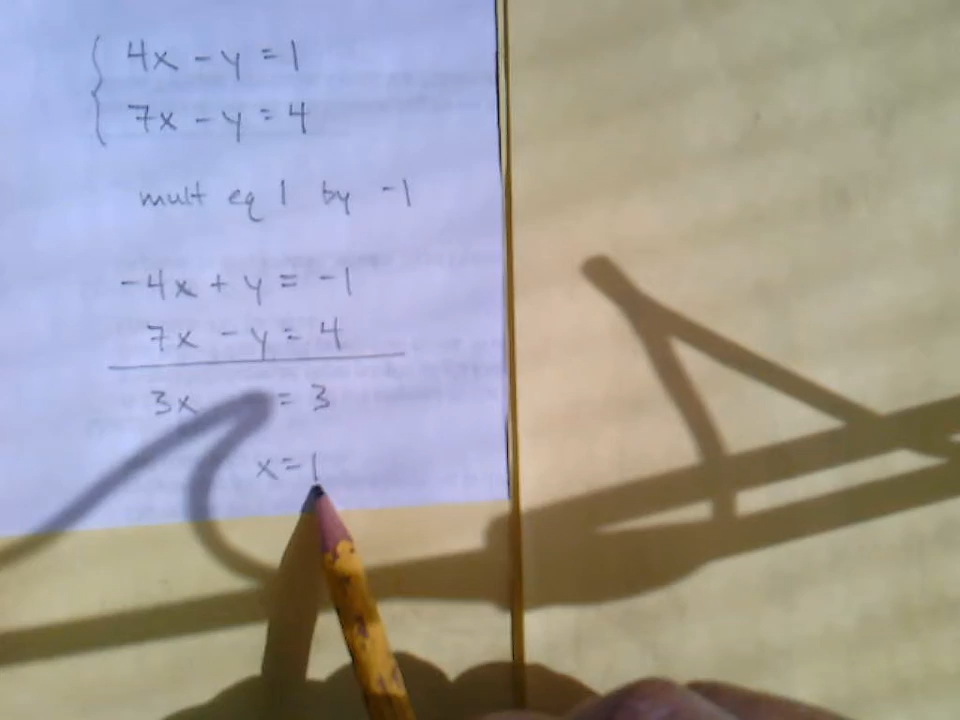 4x - y = 1
7x - y = 4
mult eq 1 by -1
-4x + y = -1
7x - y = 4
3x = 3
x = 1